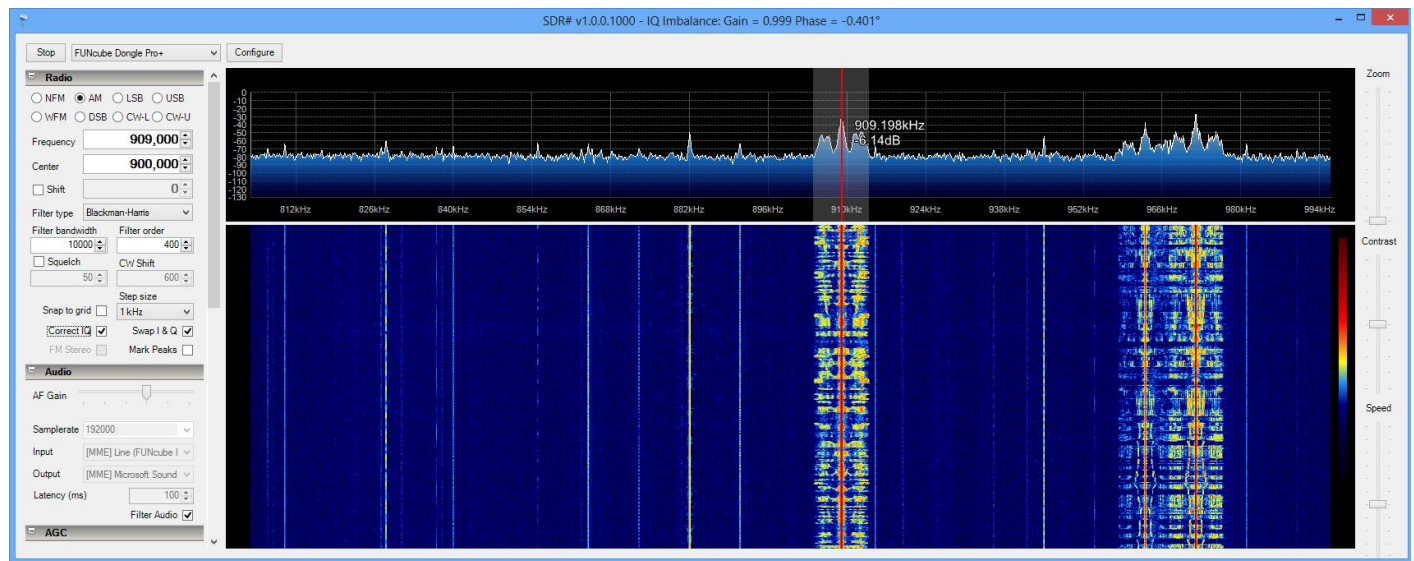 SDR# v1.0.0.1000 - IQ Imbalance: Gain = 0.999 Phase = -0.401°
Stop FUNcube Dongle Pro+ Configure
Radio
NFM AM LSB USB
WFM DSB CW-L CW-U
Frequency 909,000
Center 900,000
Shift 0
Filter type Blackman-Harris
Filter bandwidth Filter order
10000 400
Squelch CW Shift
50 600
Step size
Snap to grid 1 kHz
Correct IQ Swap I & Q
FM Stereo Mark Peaks
Audio
AF Gain
Samplerate 192000
Input [MME] Line (FUNcube I
Output [MME] Microsoft Sound
Latency (ms) 100
Filter Audio
AGC
0
-10
-20
-30
-40
-50
-60
-70
-80
-90
-100
-110
-120
-130
909.198kHz
-6.14dB
812kHz 826kHz 840kHz 854kHz 868kHz 882kHz 896kHz 910kHz 924kHz 938kHz 952kHz 966kHz 980kHz 994kHz
Zoom
Contrast
Speed